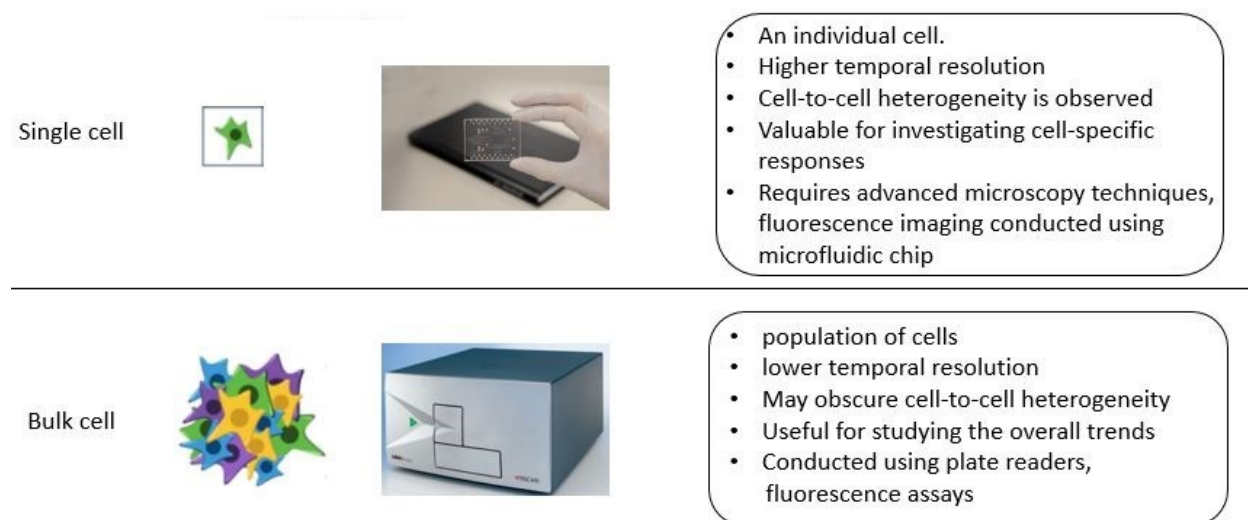 An individual cell.
Higher temporal resolution
Cell-to-cell heterogeneity is observed
Single cell
Valuable for investigating cell-specific
responses
Requires advanced microscopy techniques,
fluorescence imaging conducted using
microfluidic chip
population of cells
lower temporal resolution
May obscure cell-to-cell heterogeneity
Bulk cell
Useful for studying the overall trends
Conducted using plate readers,
fluorescence assays